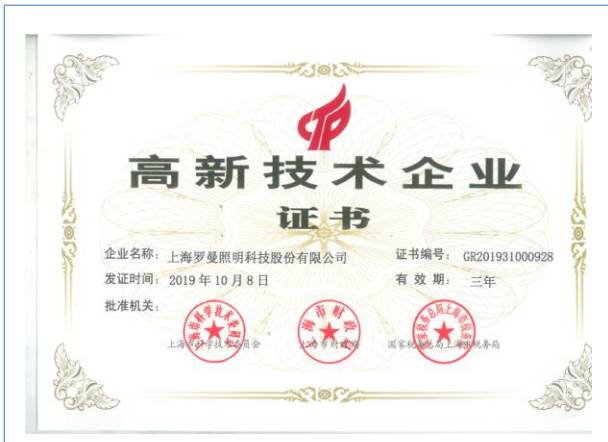 高新技术企业
证书
企业名称：上海罗曼照明科技股份有限公司 证书编号：GR201931000928
发证时间：2019年10月8日 有效期：三年
批准机关：
上海市科学技术委员会 上海市财政局 国家税务总局上海市税务局